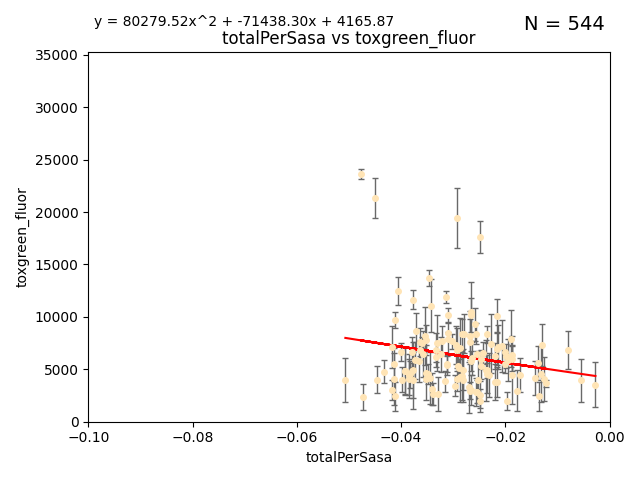 y = 80279.52x^2 + -71438.30x + 4165.87
N = 544
totalPerSasa vs toxgreen_fluor
35000
30000
25000
20000
15000
10000
5000
0
toxgreen_fluor
−0.10
−0.08
−0.06
−0.04
−0.02
0.00
totalPerSasa